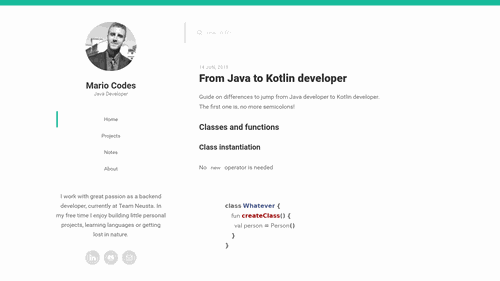 Mario Codes
Java Developer
Home
Projects
Notes
About
I work with great passion as a backend
developer, currently at Team Neusta. In
my free time I enjoy building little personal
projects, learning languages or getting
lost in nature.
14 JAN, 2019
From Java to Kotlin developer
Guide on differences to jump from Java developer to Kotlin developer.
The first one is, no more semicolons!
Classes and functions
Class instantiation
No new operator is needed
class Whatever {
fun createClass() {
val person = Person()
}
}